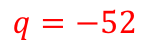 q = −52